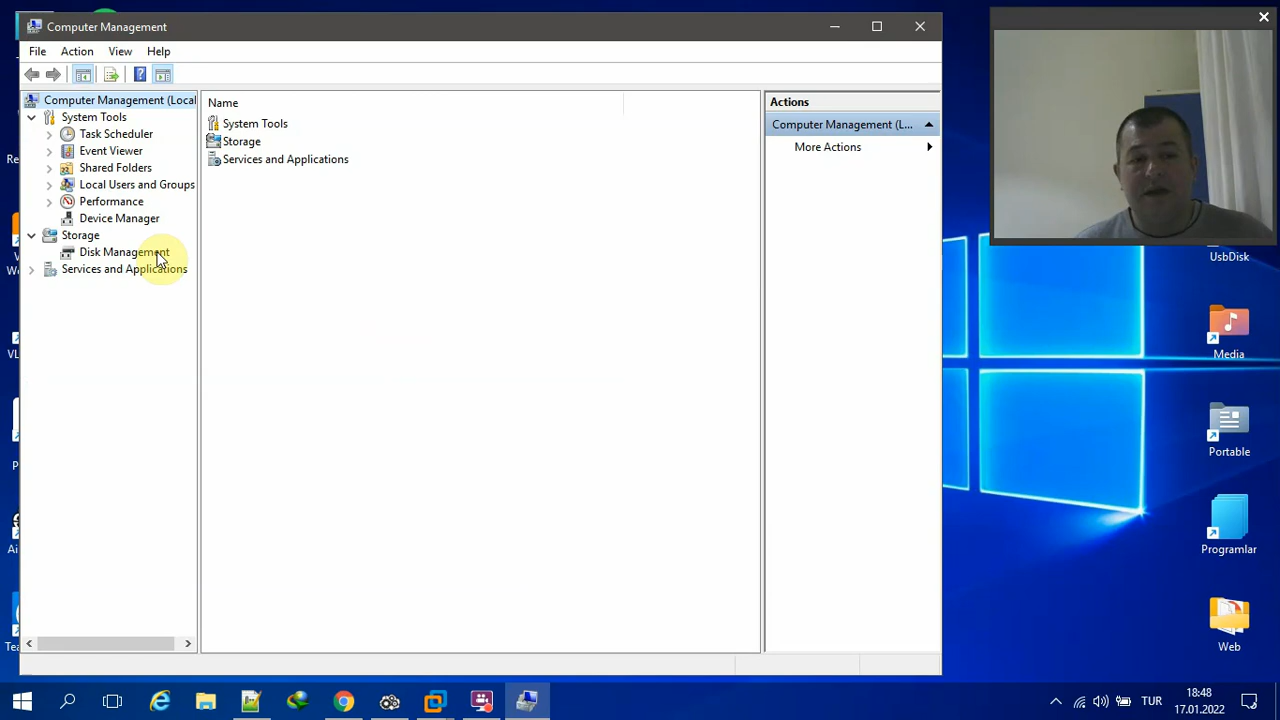 Computer Management
File Action View Help
Computer Management (Local
System Tools
Task Scheduler
Event Viewer
Shared Folders
Local Users and Groups
Performance
Device Manager
Storage
Disk Management
Services and Applications
Name
System Tools
Storage
Services and Applications
Actions
Computer Management (L...
More Actions
UsbDisk
Media
Portable
Programlar
Web
TUR
18:48
17.01.2022